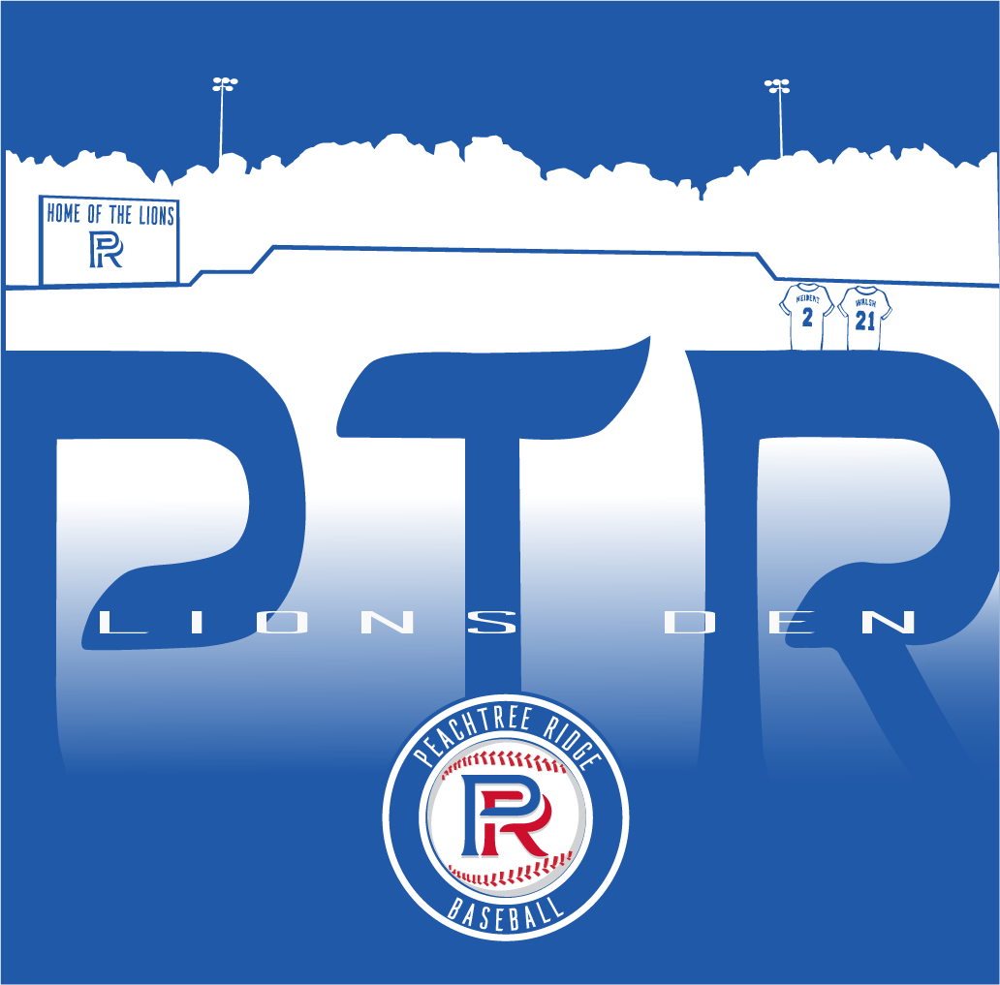 HOME OF THE LIONS
PR
2
WALSH
21
PTR
LIONS DEN
PEACHTREE RIDGE
PR
BASEBALL